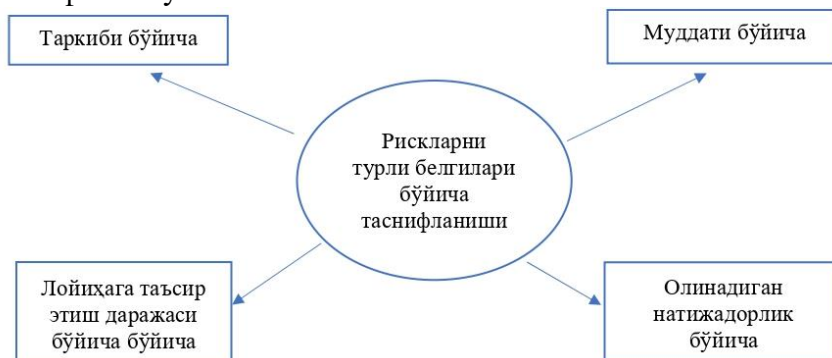 Таркиби бўйича
Муддати бўйича
Рискларни
турли белгилари
бўйича
таснифланиши
Лойиҳага таъсир
этиш даражаси
бўйича бўйича
Олинадиган
натижадорлик
бўйича